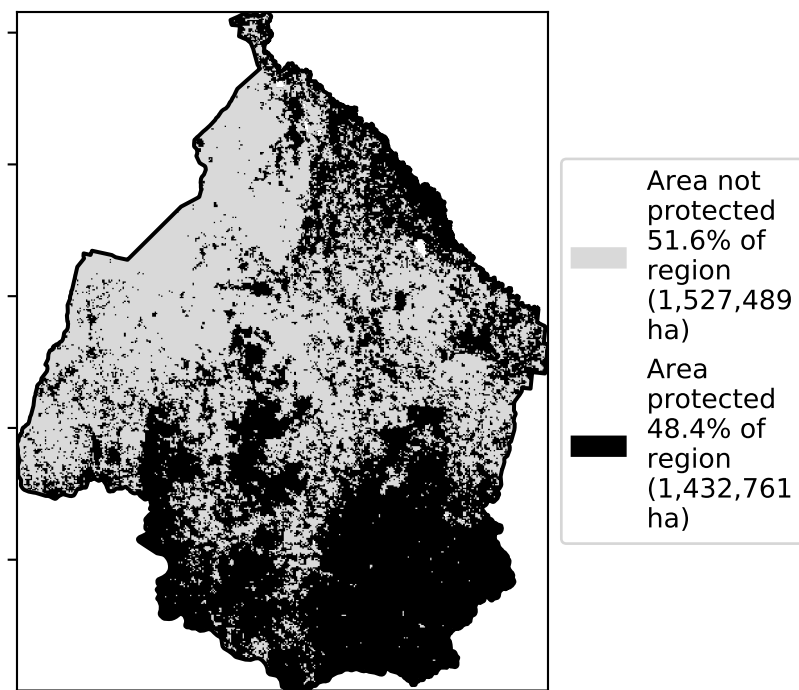 Area not
protected
51.6% of
region
(1,527,489
ha)
Area
protected
48.4% of
region
(1,432,761
ha)